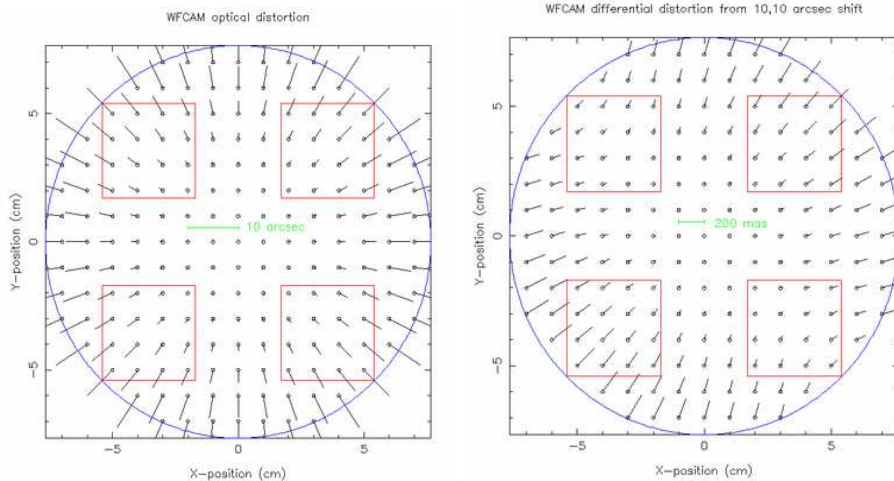 WFCAM optical distortion
5
0
−5
Y−position (cm)
10 arcsec
−5
0
5
X−position (cm)
WFCAM differential distortion from 10,10 arcsec shift
5
0
−5
Y−position (cm)
200 mas
−5
0
5
X−position (cm)